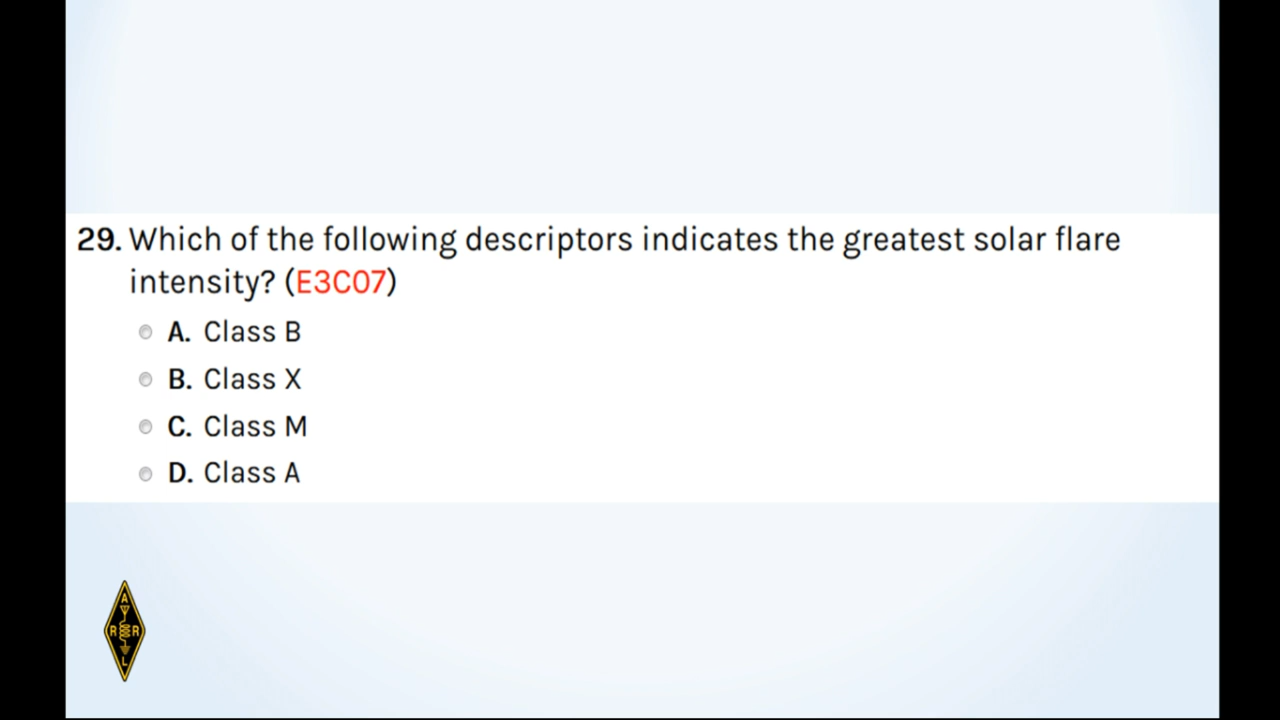 29. Which of the following descriptors indicates the greatest solar flare
intensity? (E3C07)
A. Class B
B. Class X
C. Class M
D. Class A
A
R R
L